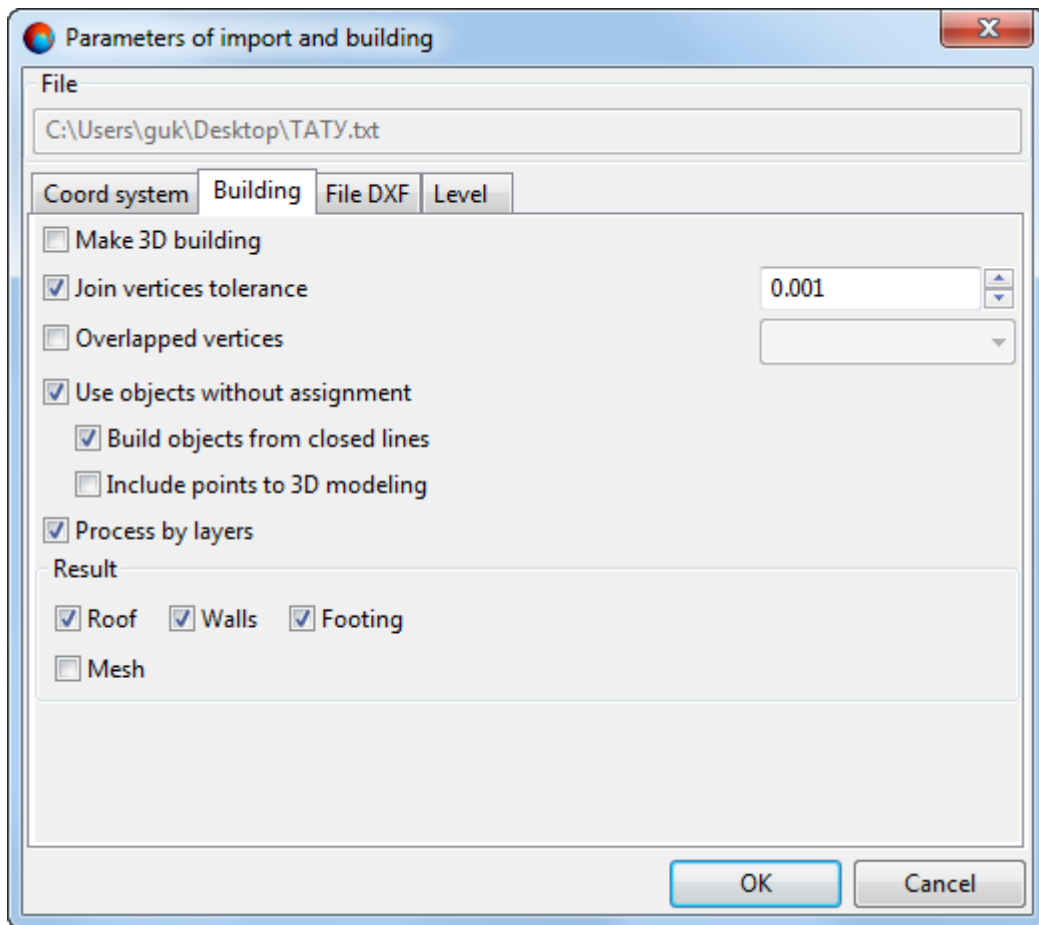 Parameters of import and building
File
C:\Users\guk\Desktop\ТАТУ.txt
Coord system Building File DXF Level
Make 3D building
Join vertices tolerance 0.001
Overlapped vertices
Use objects without assignment
Build objects from closed lines
Include points to 3D modeling
Process by layers
Result
Roof Walls Footing
Mesh
OK Cancel